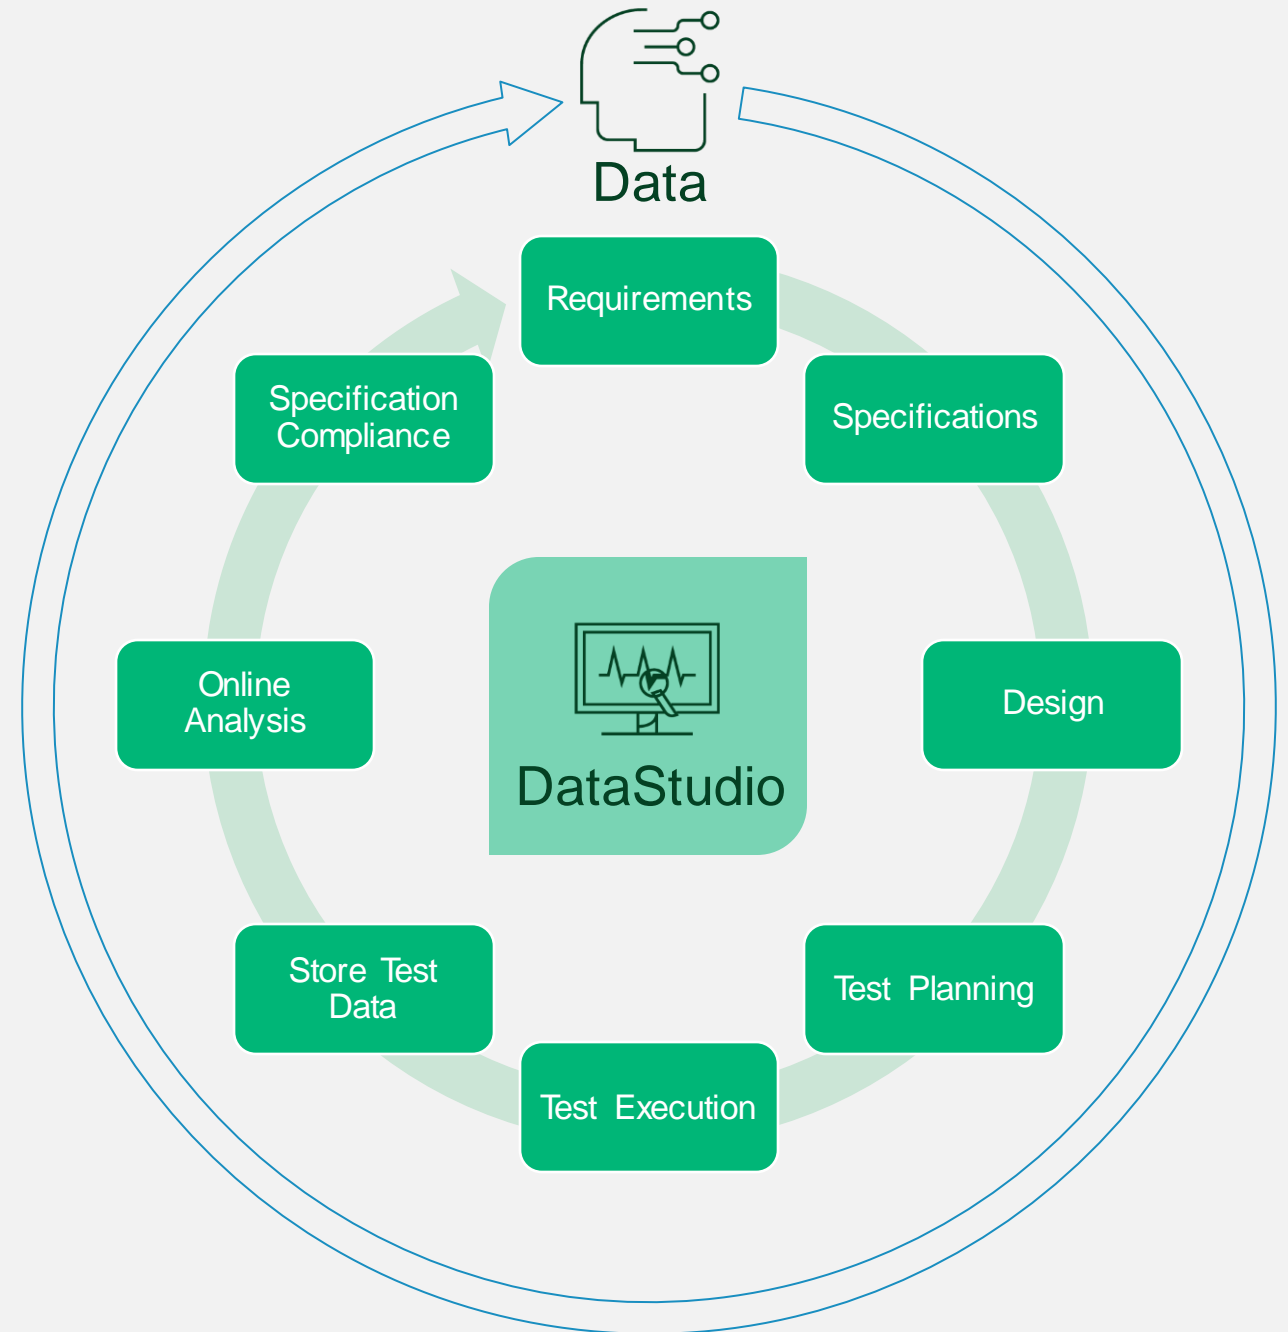 Data
Requirements
Specifications
Design
Test Planning
Test Execution
Store Test
Data
Online
Analysis
Specification
Compliance
DataStudio